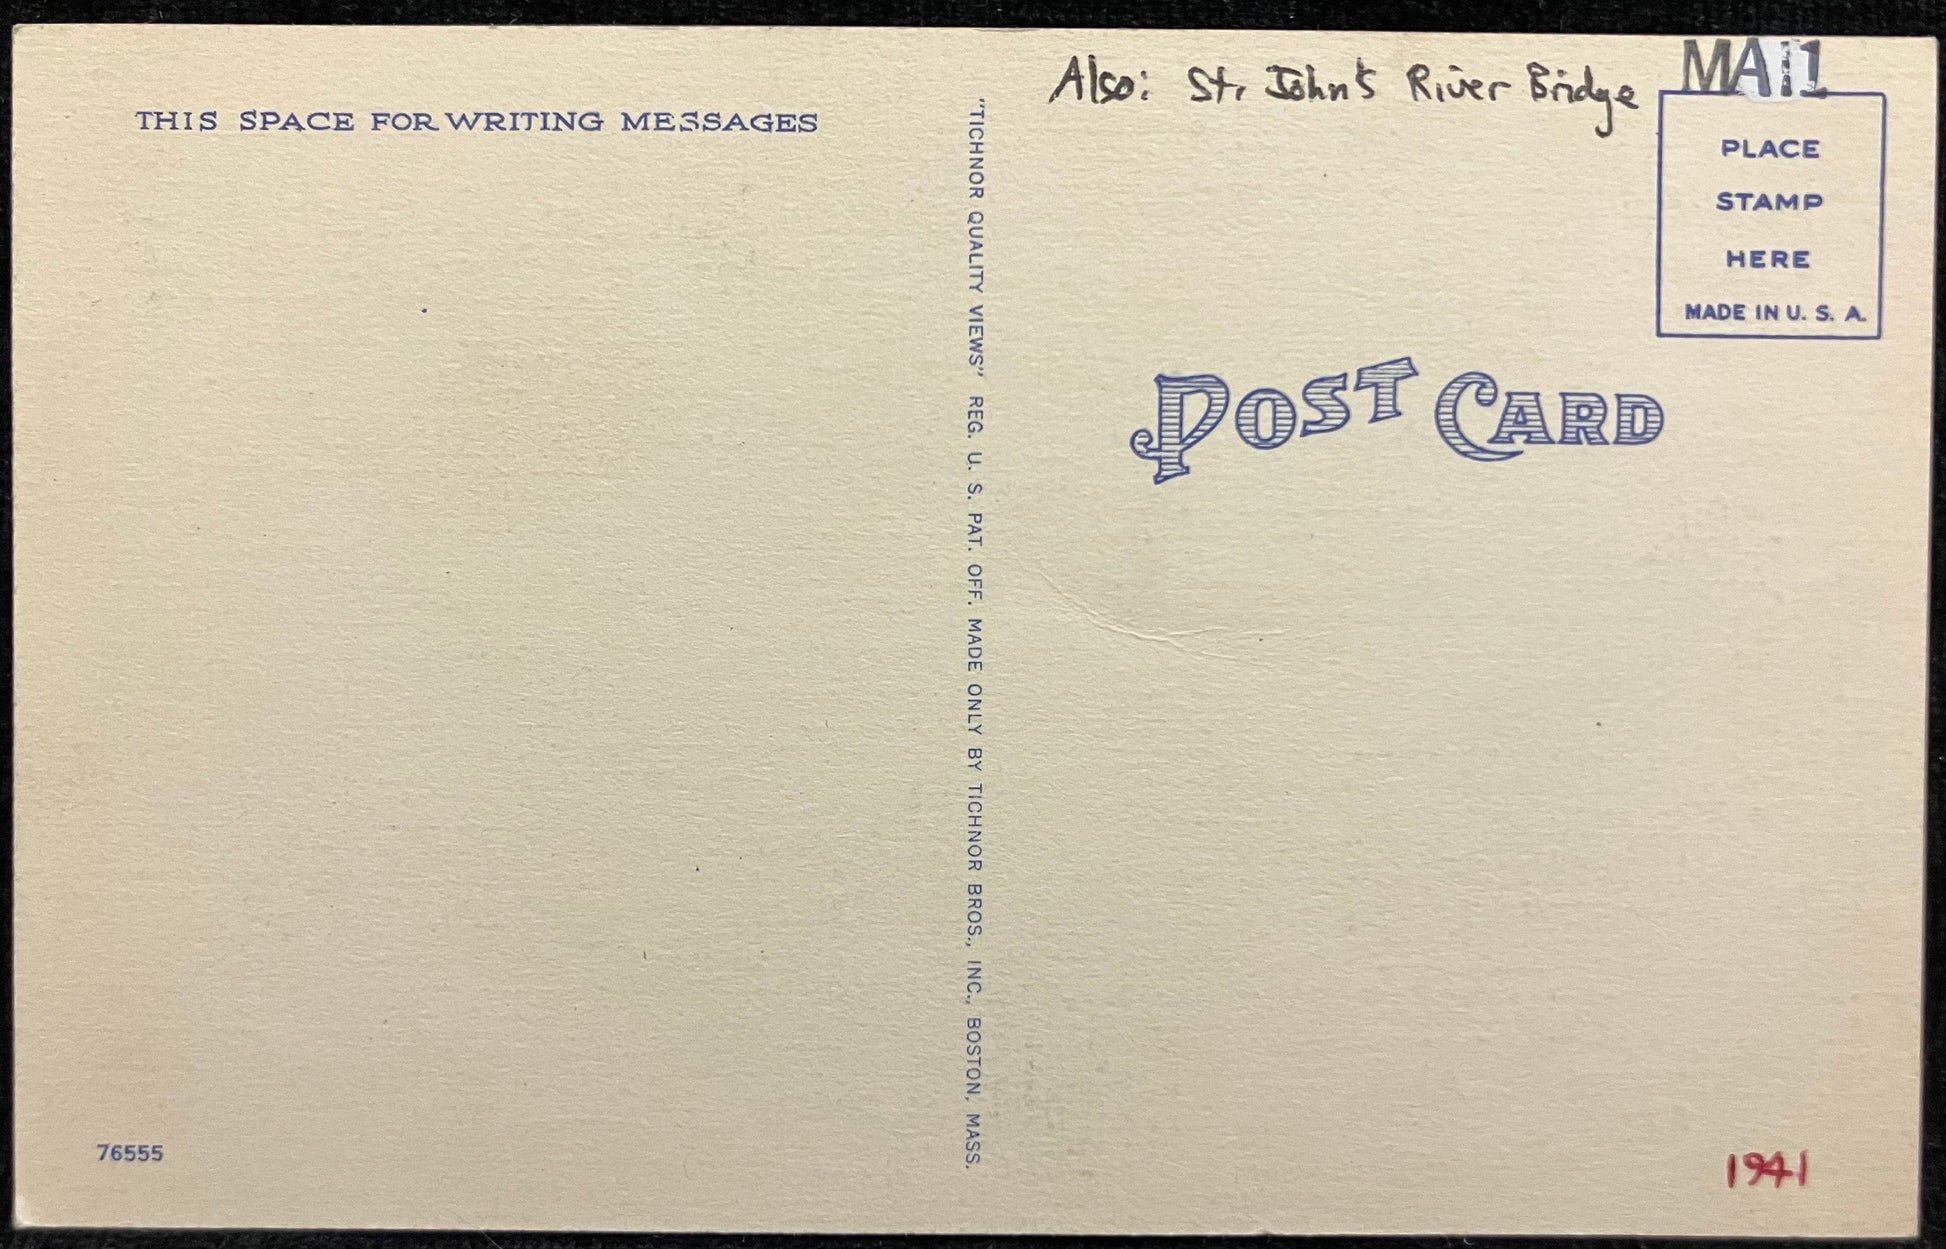 MAIL
Also: St. John's River Bridge
THIS SPACE FOR WRITING MESSAGES
PLACE
STAMP
HERE
MADE IN U. S. A.
POST CARD
"TICHNOR QUALITY VIEWS" REG. U. S. PAT. OFF. MADE ONLY BY TICHNOR BROS., INC., BOSTON, MASS.
76555
1941